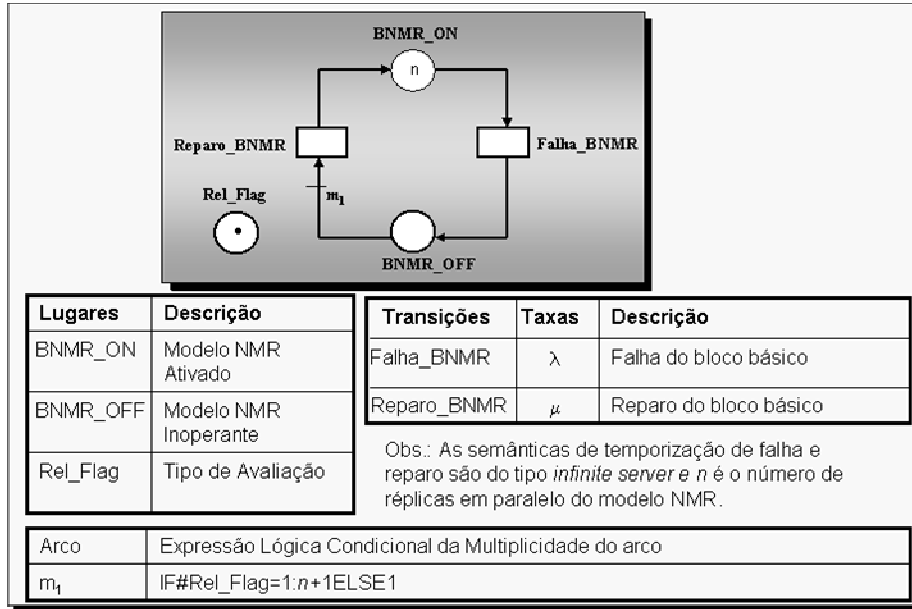 BNMR_ON
n
Reparo_BNMR
Falha_BNMR
Rel_Flag
m1
BNMR_OFF
Lugares Descrição
BNMR_ON Modelo NMR
Ativado
BNMR_OFF Modelo NMR
Inoperante
Rel_Flag Tipo de Avaliação
Transições Taxas Descrição
Falha_BNMR λ Falha do bloco básico
Reparo_BNMR μ Reparo do bloco básico
Obs.: As semânticas de temporização de falha e
reparo são do tipo infinite server e n é o número de
réplicas em paralelo do modelo NMR.
Arco Expressão Lógica Condicional da Multiplicidade do arco
m1 IF#Rel_Flag=1:n+1ELSE1